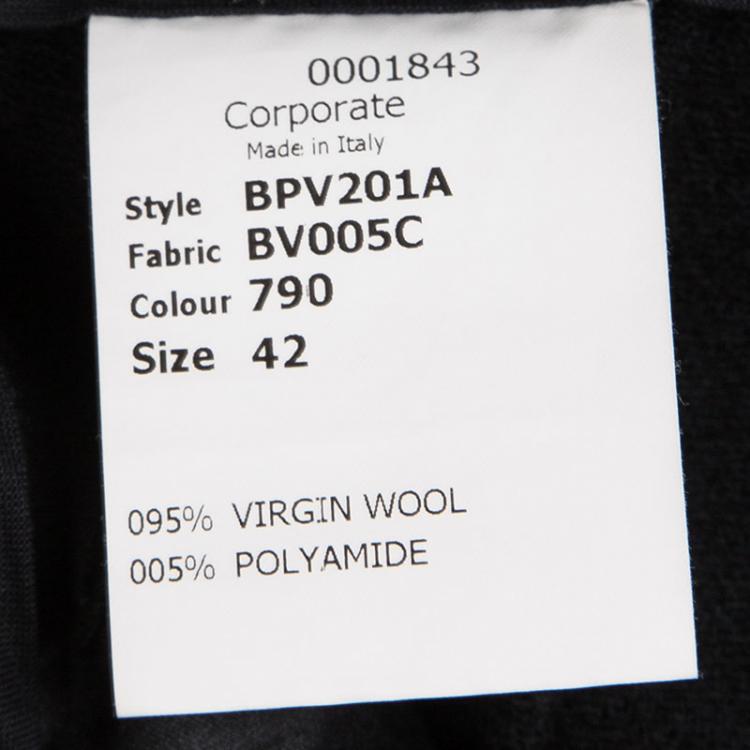 0001843
Corporate
Made in Italy
Style BPV201A
Fabric BV005C
Colour 790
Size 42
095% VIRGIN WOOL
005% POLYAMIDE